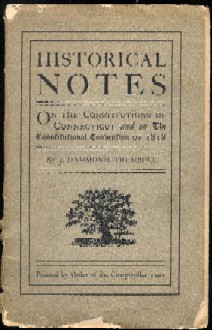 HISTORICAL
NOTES
ON THE CONSTITUTIONS OF
CONNECTICUT and on The
Constitutional Convention OF 1818
By J. HAMMOND TRUMBULL
Printed by Order of the Comptroller